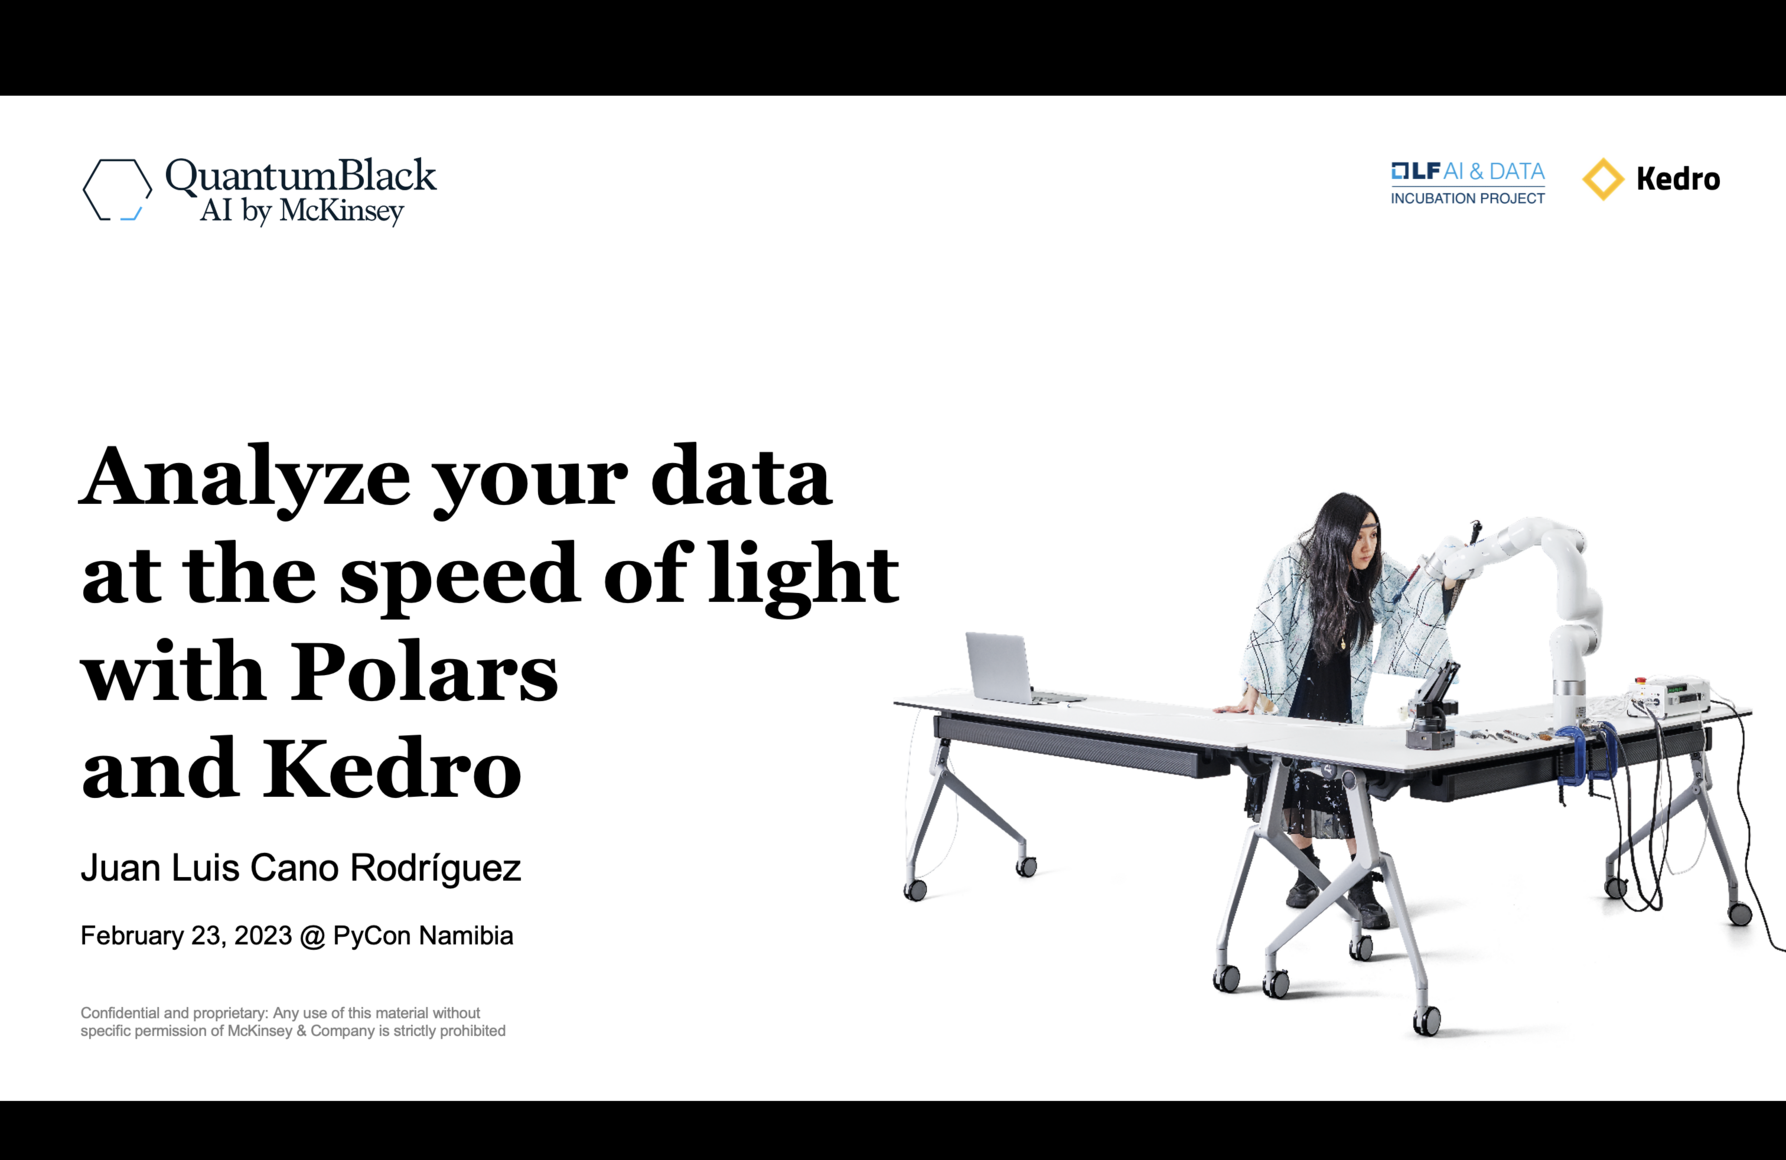 QuantumBlack
AI by McKinsey
LF AI & DATA
INCUBATION PROJECT
Kedro
Analyze your data
at the speed of light
with Polars
and Kedro
Juan Luis Cano Rodríguez
February 23, 2023 @ PyCon Namibia
Confidential and proprietary: Any use of this material without
specific permission of McKinsey & Company is strictly prohibited